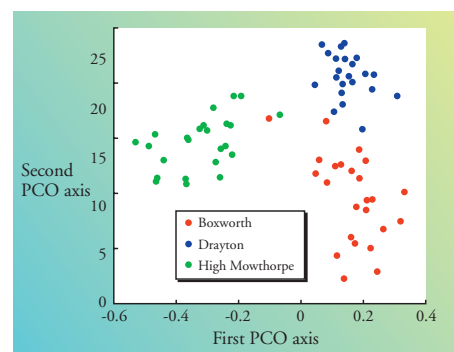 25
20
Second
15
PCO axis
10
Boxworth
Drayton
5
High Mowthorpe
0
-0.6 -0.4 -0.2 0 0.2 0.4
First PCO axis